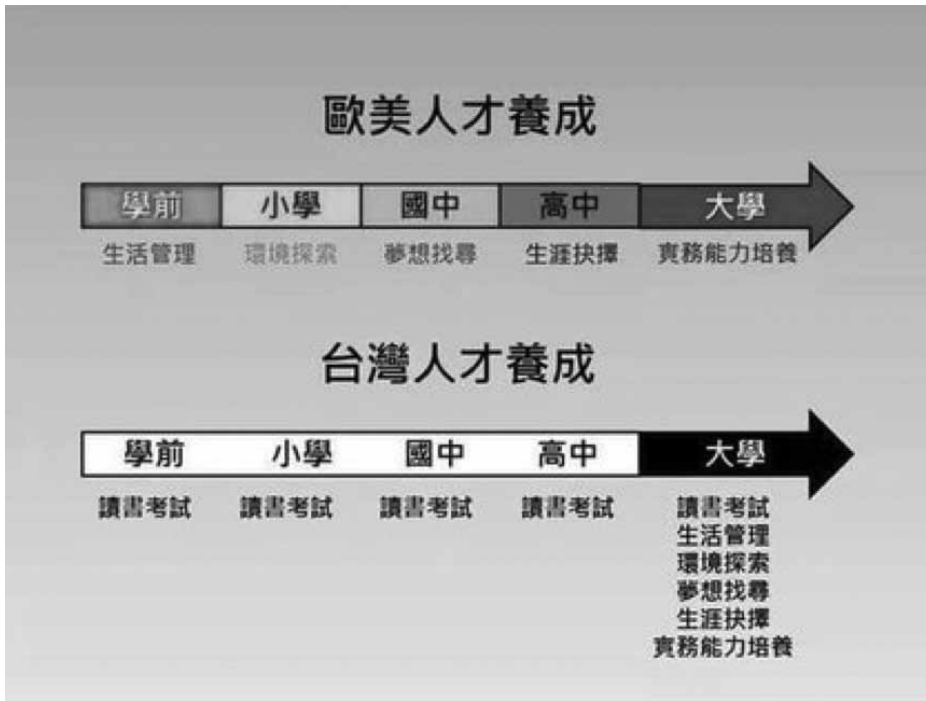 歐美人才養成
學前 小學 國中 高中 大學
生活管理 環境探索 夢想找尋 生涯抉擇 實務能力培養
台灣人才養成
學前 小學 國中 高中 大學
讀書考試 讀書考試 讀書考試 讀書考試 讀書考試
生活管理
環境探索
夢想找尋
生涯抉擇
實務能力培養